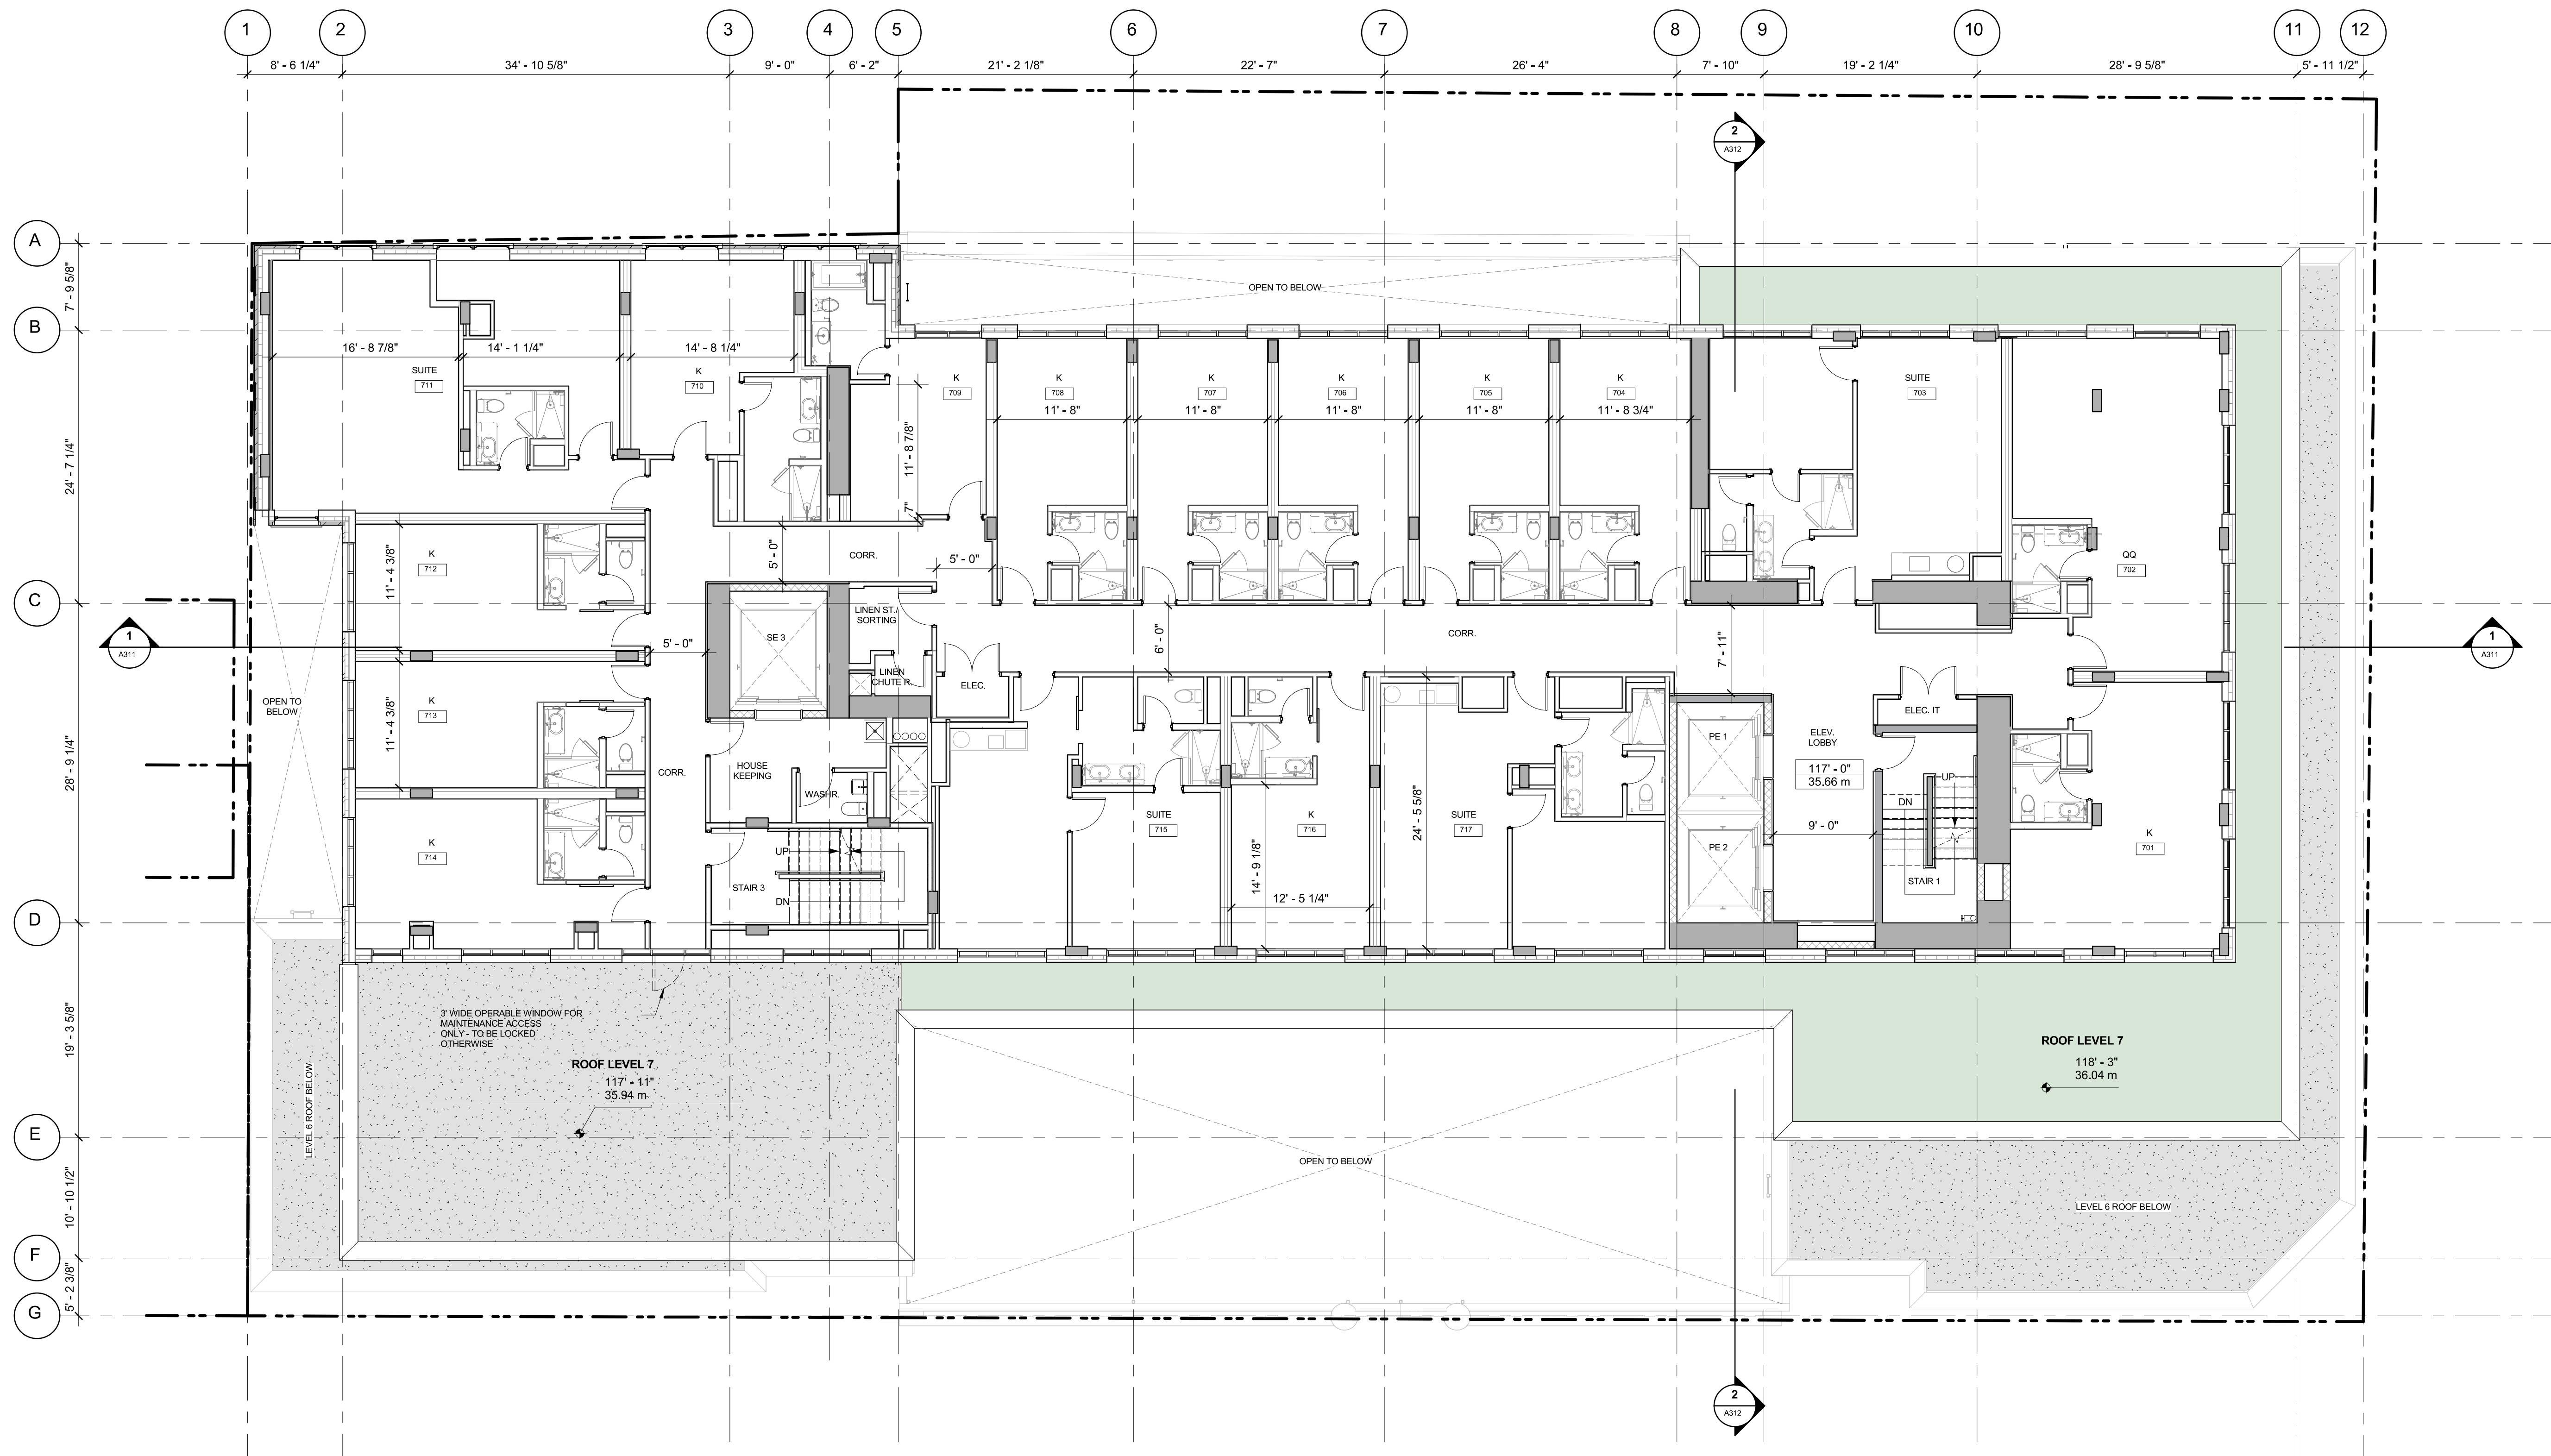 1
2
3
4
5
6
7
8
9
10
11
12
8' - 6 1/4"
34' - 10 5/8"
9' - 0"
6' - 2"
21' - 2 1/8"
22' - 7"
26' - 4"
7' - 10"
19' - 2 1/4"
28' - 9 5/8"
5' - 11 1/2"
2
A312
A
7' - 9 5/8"
B
24' - 7 1/4"
C
28' - 9 1/4"
D
19' - 3 5/8"
E
10' - 10 1/2"
F
5' - 2 3/8"
G
OPEN TO BELOW
16' - 8 7/8"
14' - 1 1/4"
14' - 8 1/4"
SUITE
711
K
710
K
709
K
708
K
707
K
706
K
705
K
704
SUITE
703
11' - 8"
11' - 8"
11' - 8"
11' - 8"
11' - 8 3/4"
11' - 8 7/8"
7"
K
712
11' - 4 3/8"
5' - 0"
CORR.
5' - 0"
QQ
702
1
A311
5' - 0"
SE 3
LINEN ST./
SORTING
LINEN
CHUTE R.
ELEC.
6' - 0"
CORR.
7' - 11"
1
A311
OPEN TO
BELOW
K
713
11' - 4 3/8"
CORR.
HOUSE
KEEPING
WASHR.
PE 1
ELEC. IT
ELEV.
LOBBY
117' - 0"
35.66 m
UP
DN
K
714
UP
STAIR 3
DN
SUITE
715
K
716
14' - 9 1/8"
12' - 5 1/4"
24' - 5 5/8"
SUITE
717
PE 2
9' - 0"
STAIR 1
K
701
3' WIDE OPERABLE WINDOW FOR
MAINTENANCE ACCESS
ONLY - TO BE LOCKED
OTHERWISE
ROOF LEVEL 7
117' - 11"
35.94 m
LEVEL 6 ROOF BELOW
ROOF LEVEL 7
118' - 3"
36.04 m
OPEN TO BELOW
LEVEL 6 ROOF BELOW
2
A312